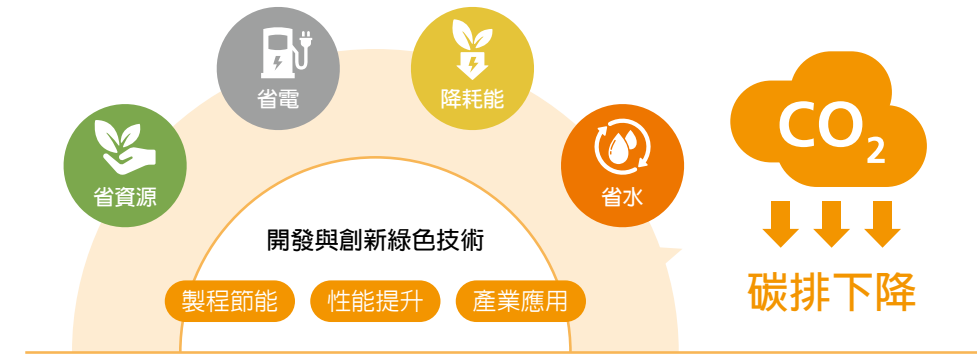 省資源
省電
降耗能
省水
開發與創新綠色技術
製程節能
性能提升
產業應用
CO₂
碳排下降